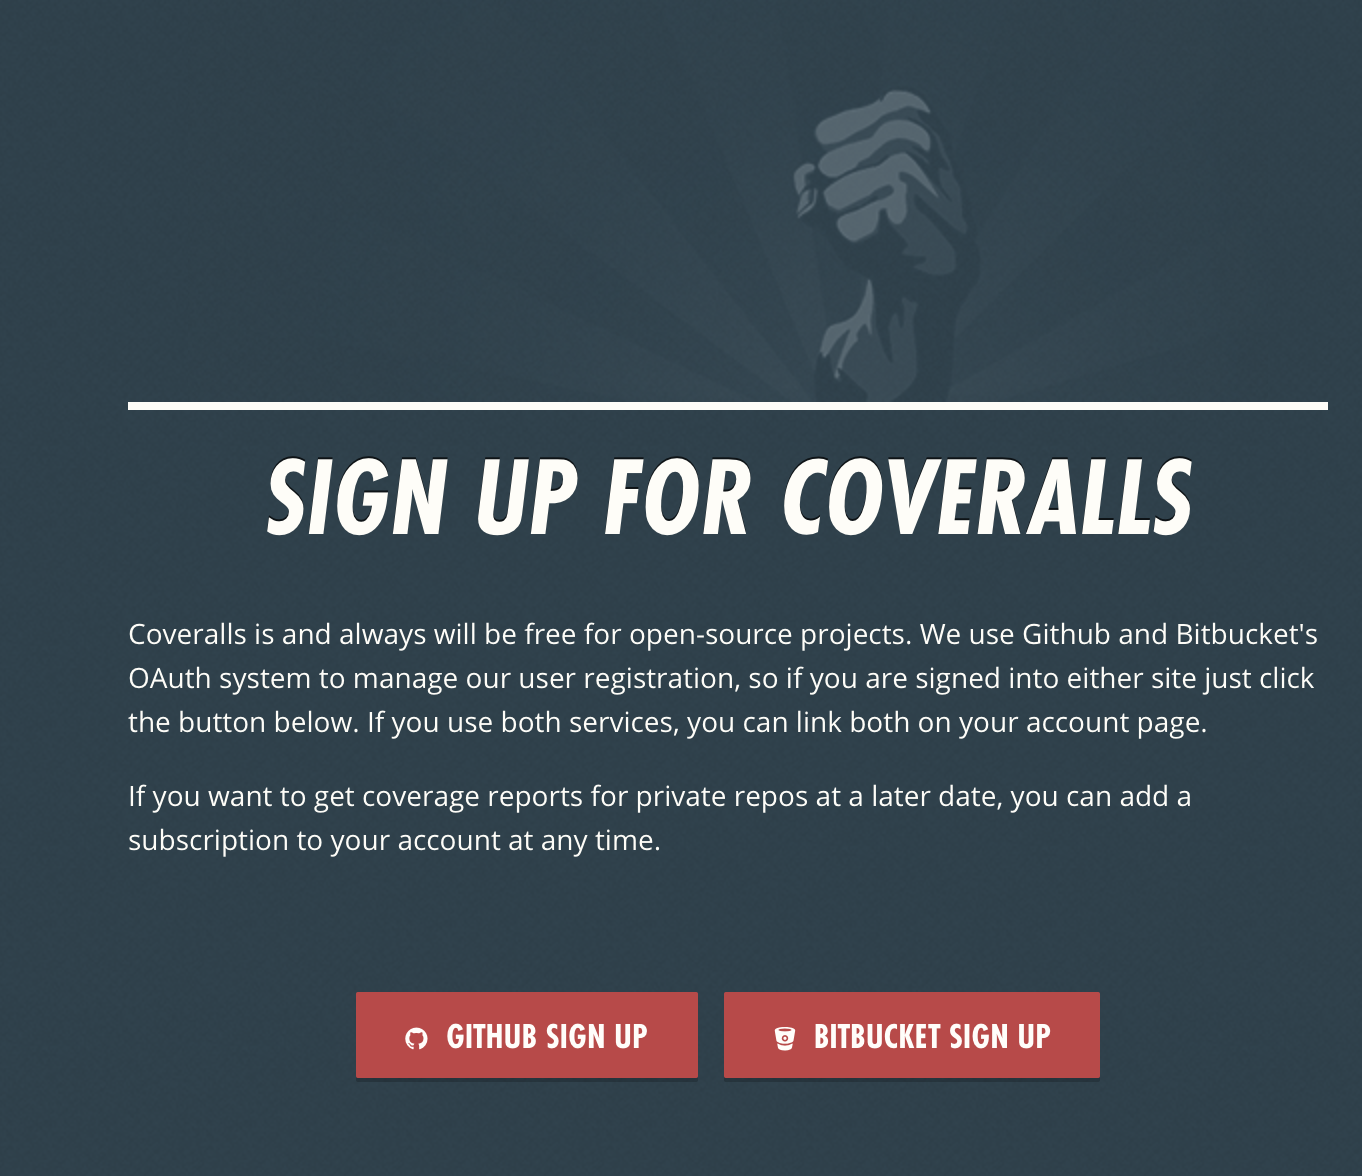 SIGN UP FOR COVERALLS
Coveralls is and always will be free for open-source projects. We use Github and Bitbucket's
OAuth system to manage our user registration, so if you are signed into either site just click
the button below. If you use both services, you can link both on your account page.
If you want to get coverage reports for private repos at a later date, you can add a
subscription to your account at any time.
GITHUB SIGN UP
BITBUCKET SIGN UP